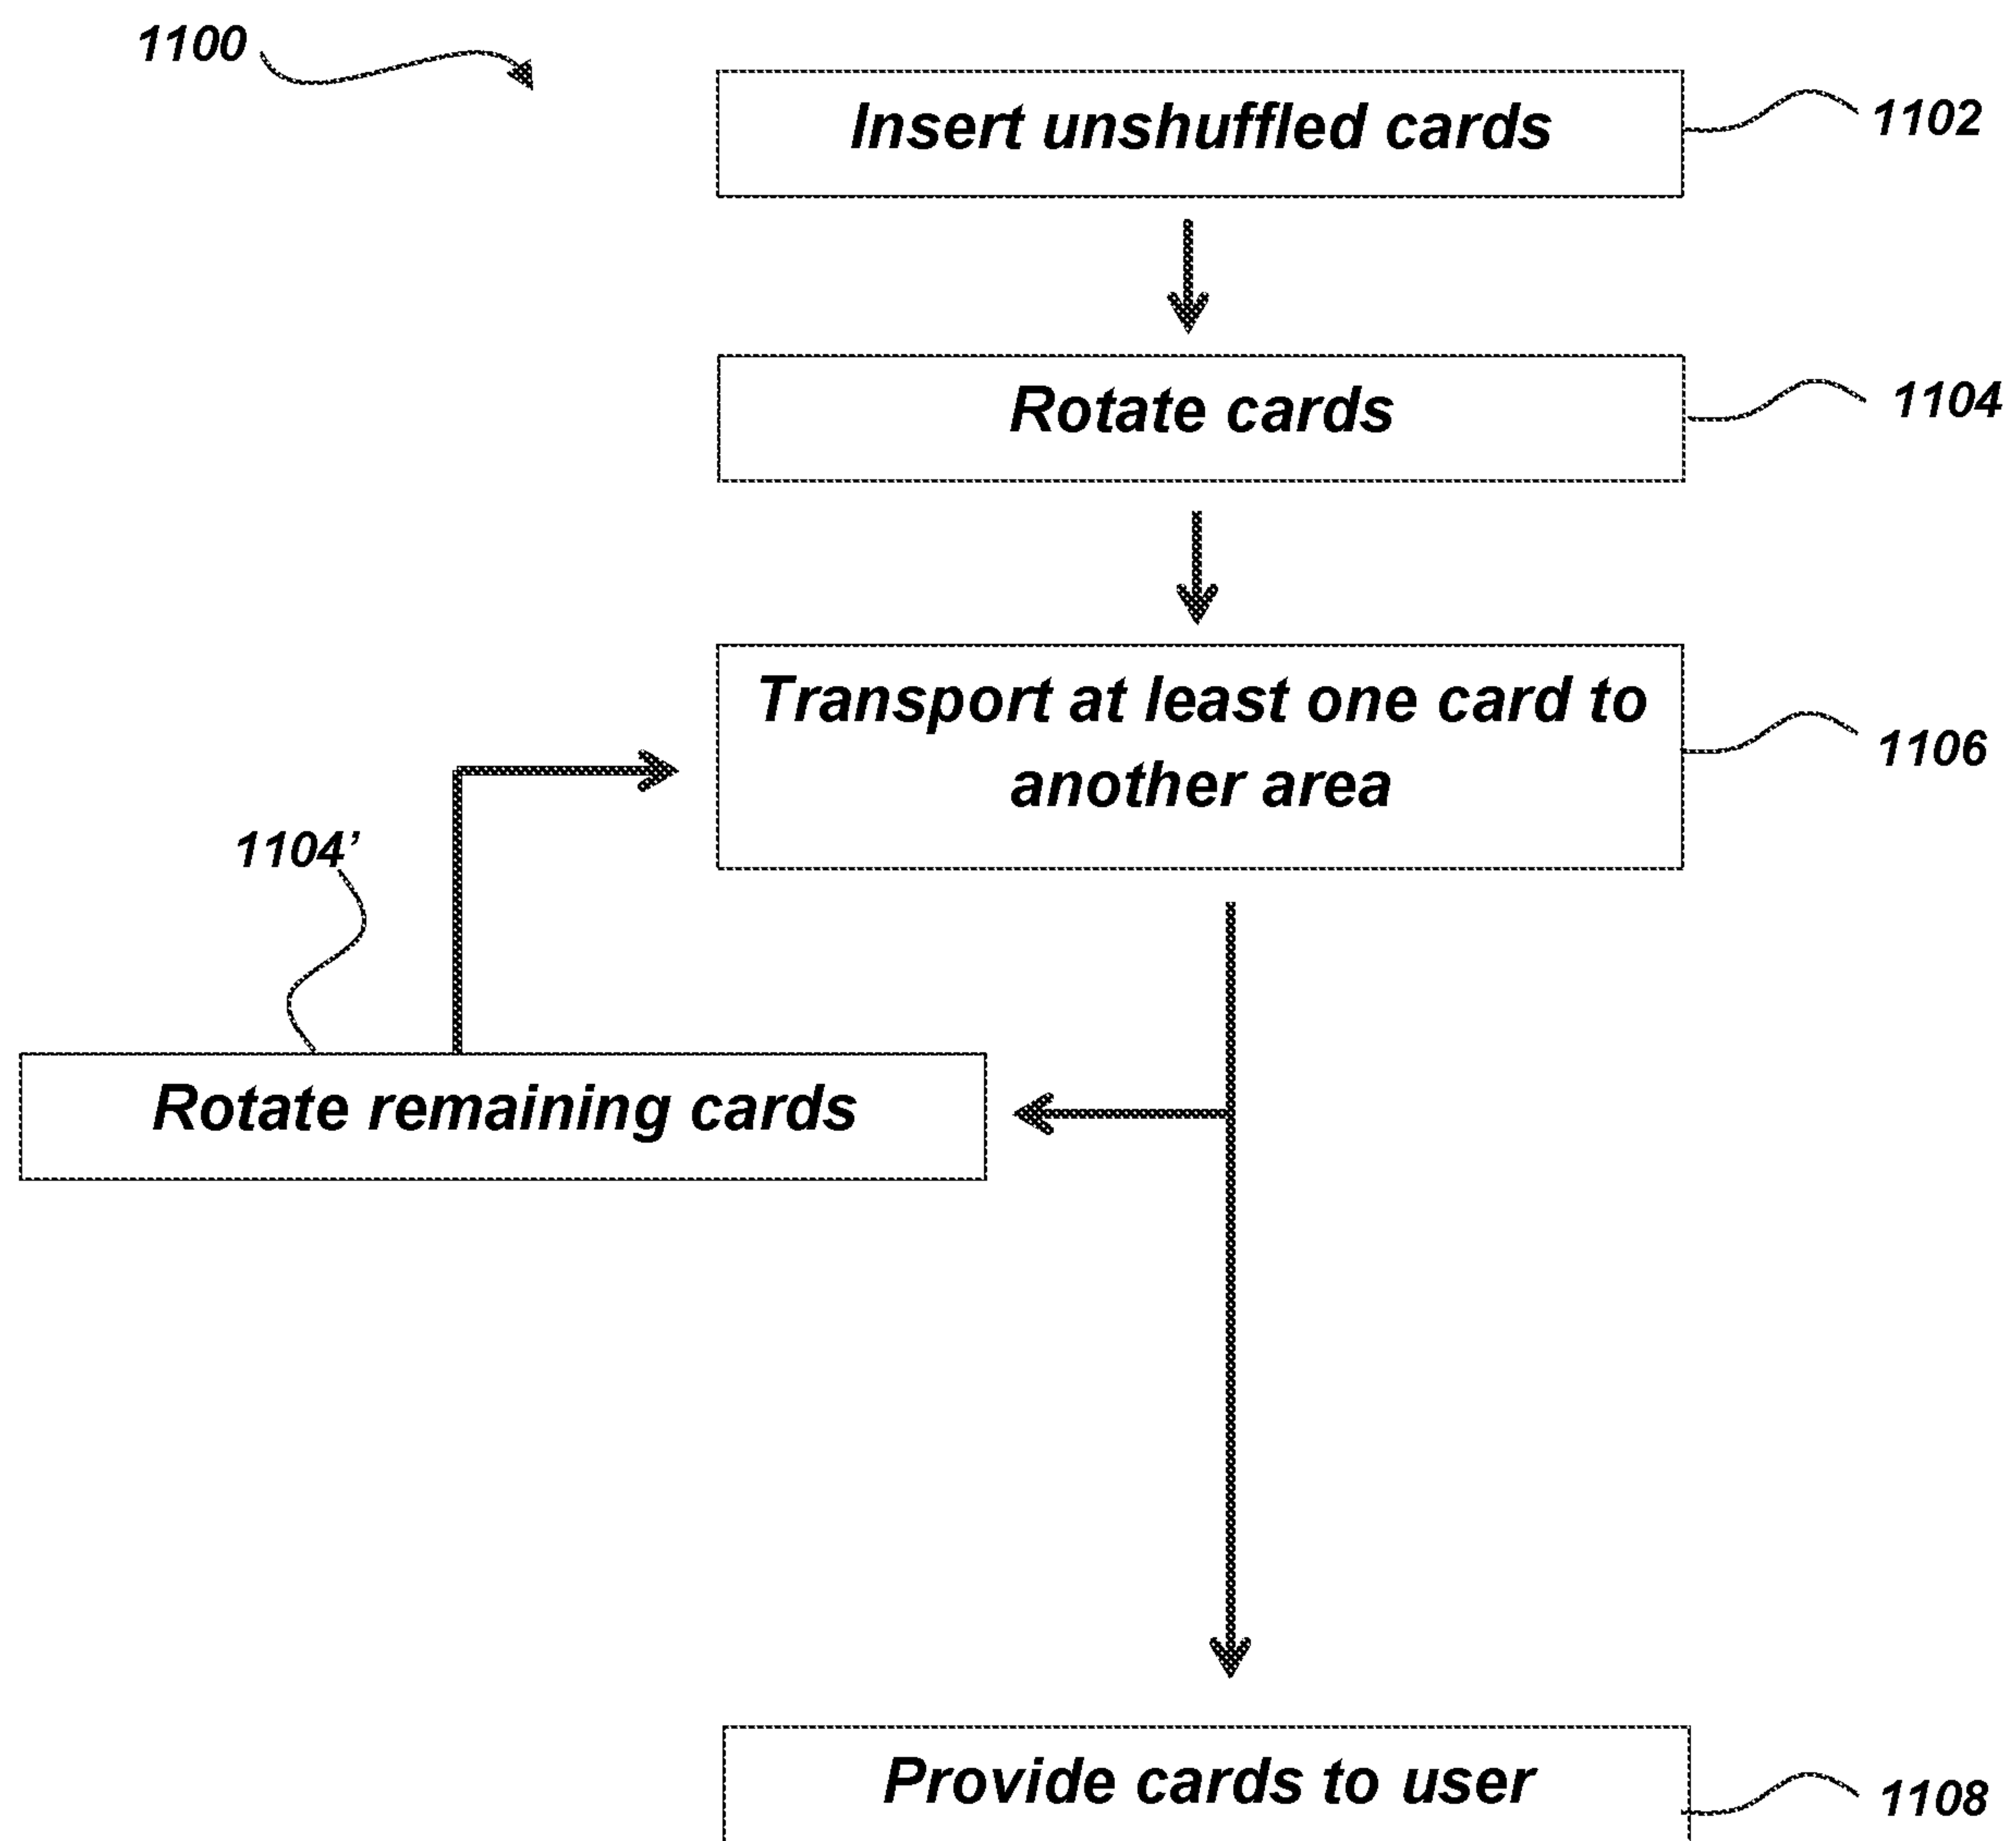 1100
Insert unshuffled cards
1102
Rotate cards
1104
Transport at least one card to
another area
1106
1104’
Rotate remaining cards
Provide cards to user
1108